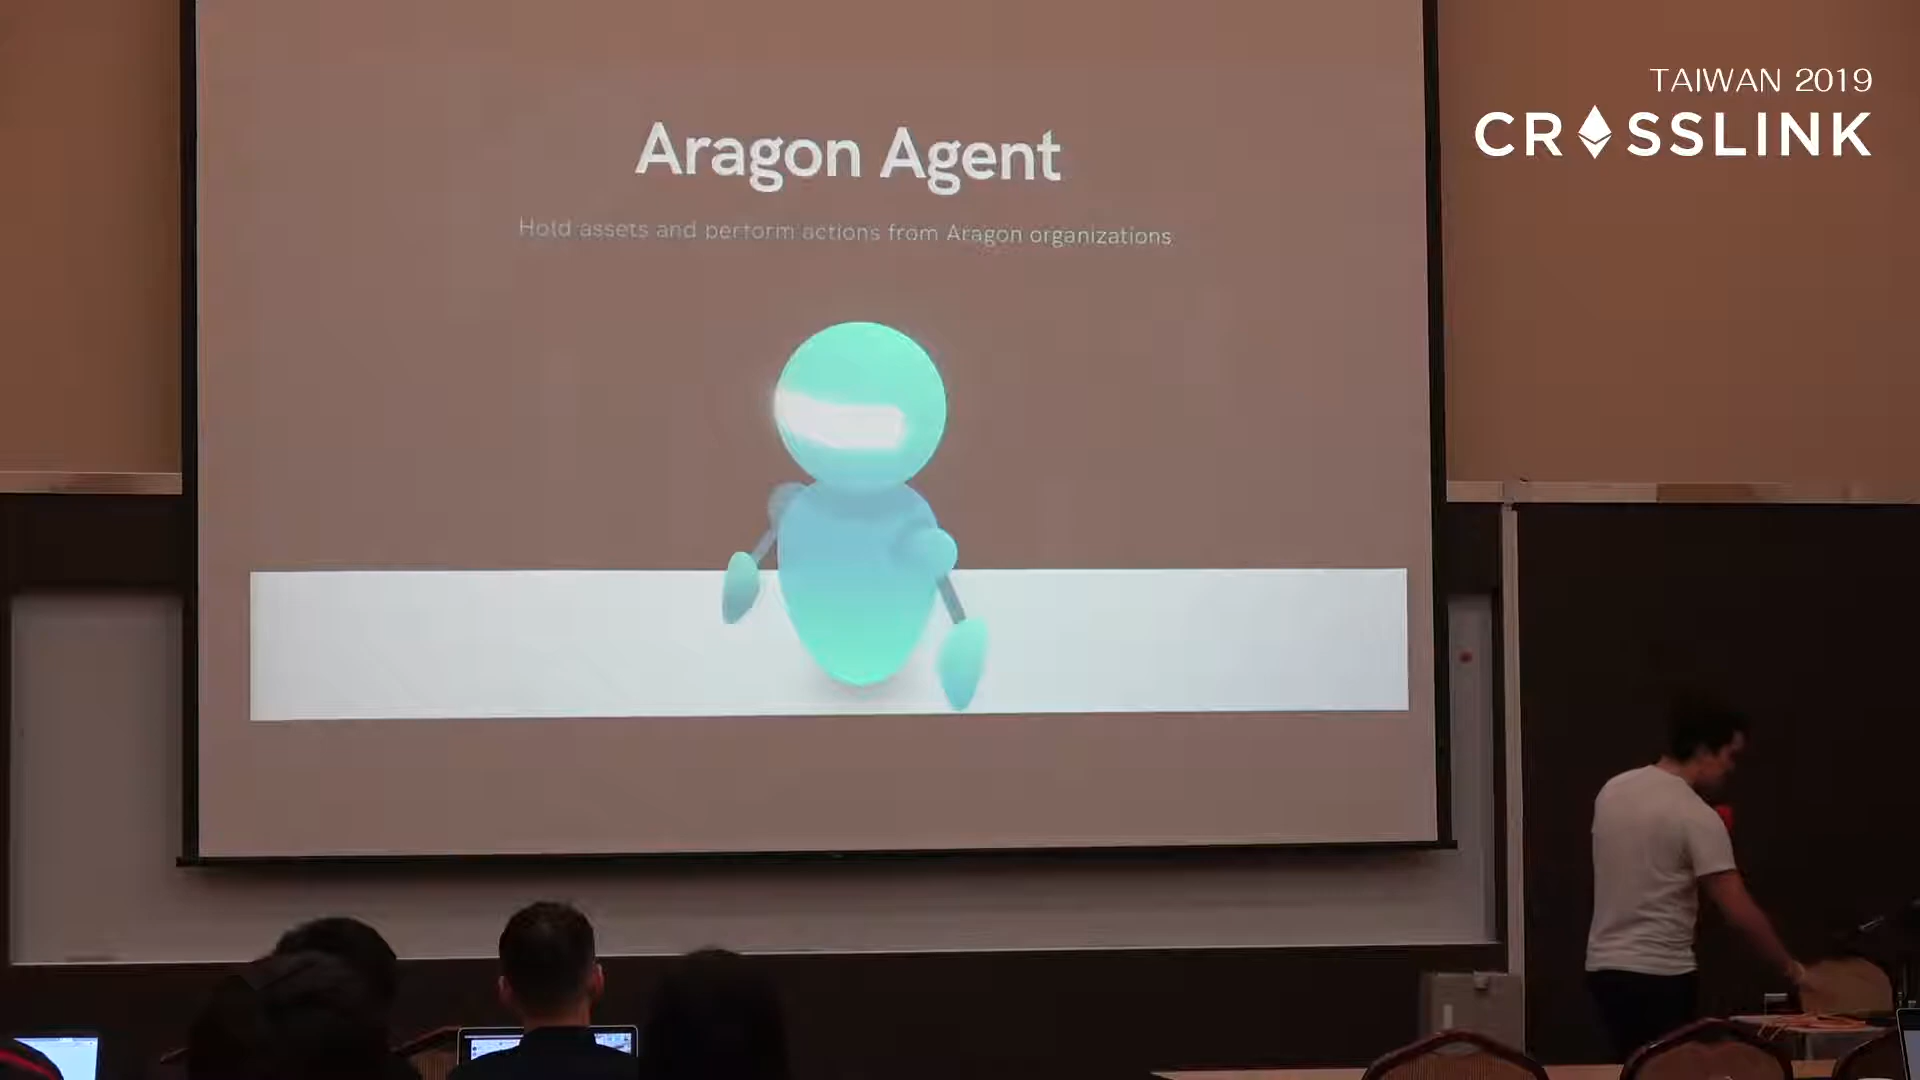 Aragon Agent
Hold assets and perform actions from Aragon organizations
TAIWAN 2019
CROSSLINK